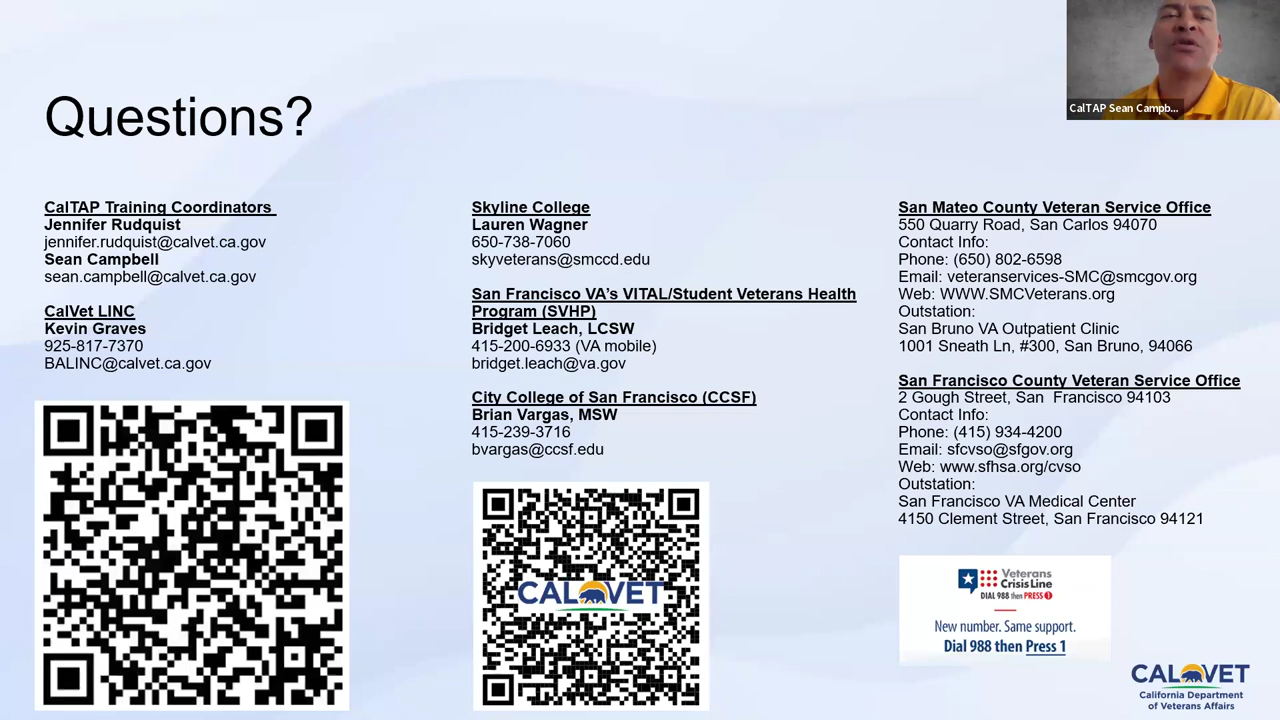 CalTAP Sean Campb...
Questions?
CalTAP Training Coordinators
Jennifer Rudquist
jennifer.rudquist@calvet.ca.gov
Sean Campbell
sean.campbell@calvet.ca.gov
CalVet LINC
Kevin Graves
925-817-7370
BALINC@calvet.ca.gov
Skyline College
Lauren Wagner
650-738-7060
skyveterans@smccd.edu
San Francisco VA’s VITAL/Student Veterans Health
Program (SVHP)
Bridget Leach, LCSW
415-200-6933 (VA mobile)
bridget.leach@va.gov
City College of San Francisco (CCSF)
Brian Vargas, MSW
415-239-3716
bvargas@ccsf.edu
CALVET
San Mateo County Veteran Service Office
550 Quarry Road, San Carlos 94070
Contact Info:
Phone: (650) 802-6598
Email: veteranservices-SMC@smcgov.org
Web: WWW.SMCVeterans.org
Outstation:
San Bruno VA Outpatient Clinic
1001 Sneath Ln, #300, San Bruno, 94066
San Francisco County Veteran Service Office
2 Gough Street, San  Francisco 94103
Contact Info:
Phone: (415) 934-4200
Email: sfcvso@sfgov.org
Web: www.sfhsa.org/cvso
Outstation:
San Francisco VA Medical Center
4150 Clement Street, San Francisco 94121
Veterans
Crisis Line
DIAL 988 then PRESS 1
New number. Same support.
Dial 988 then Press 1
CALVET
California Department
of Veterans Affairs